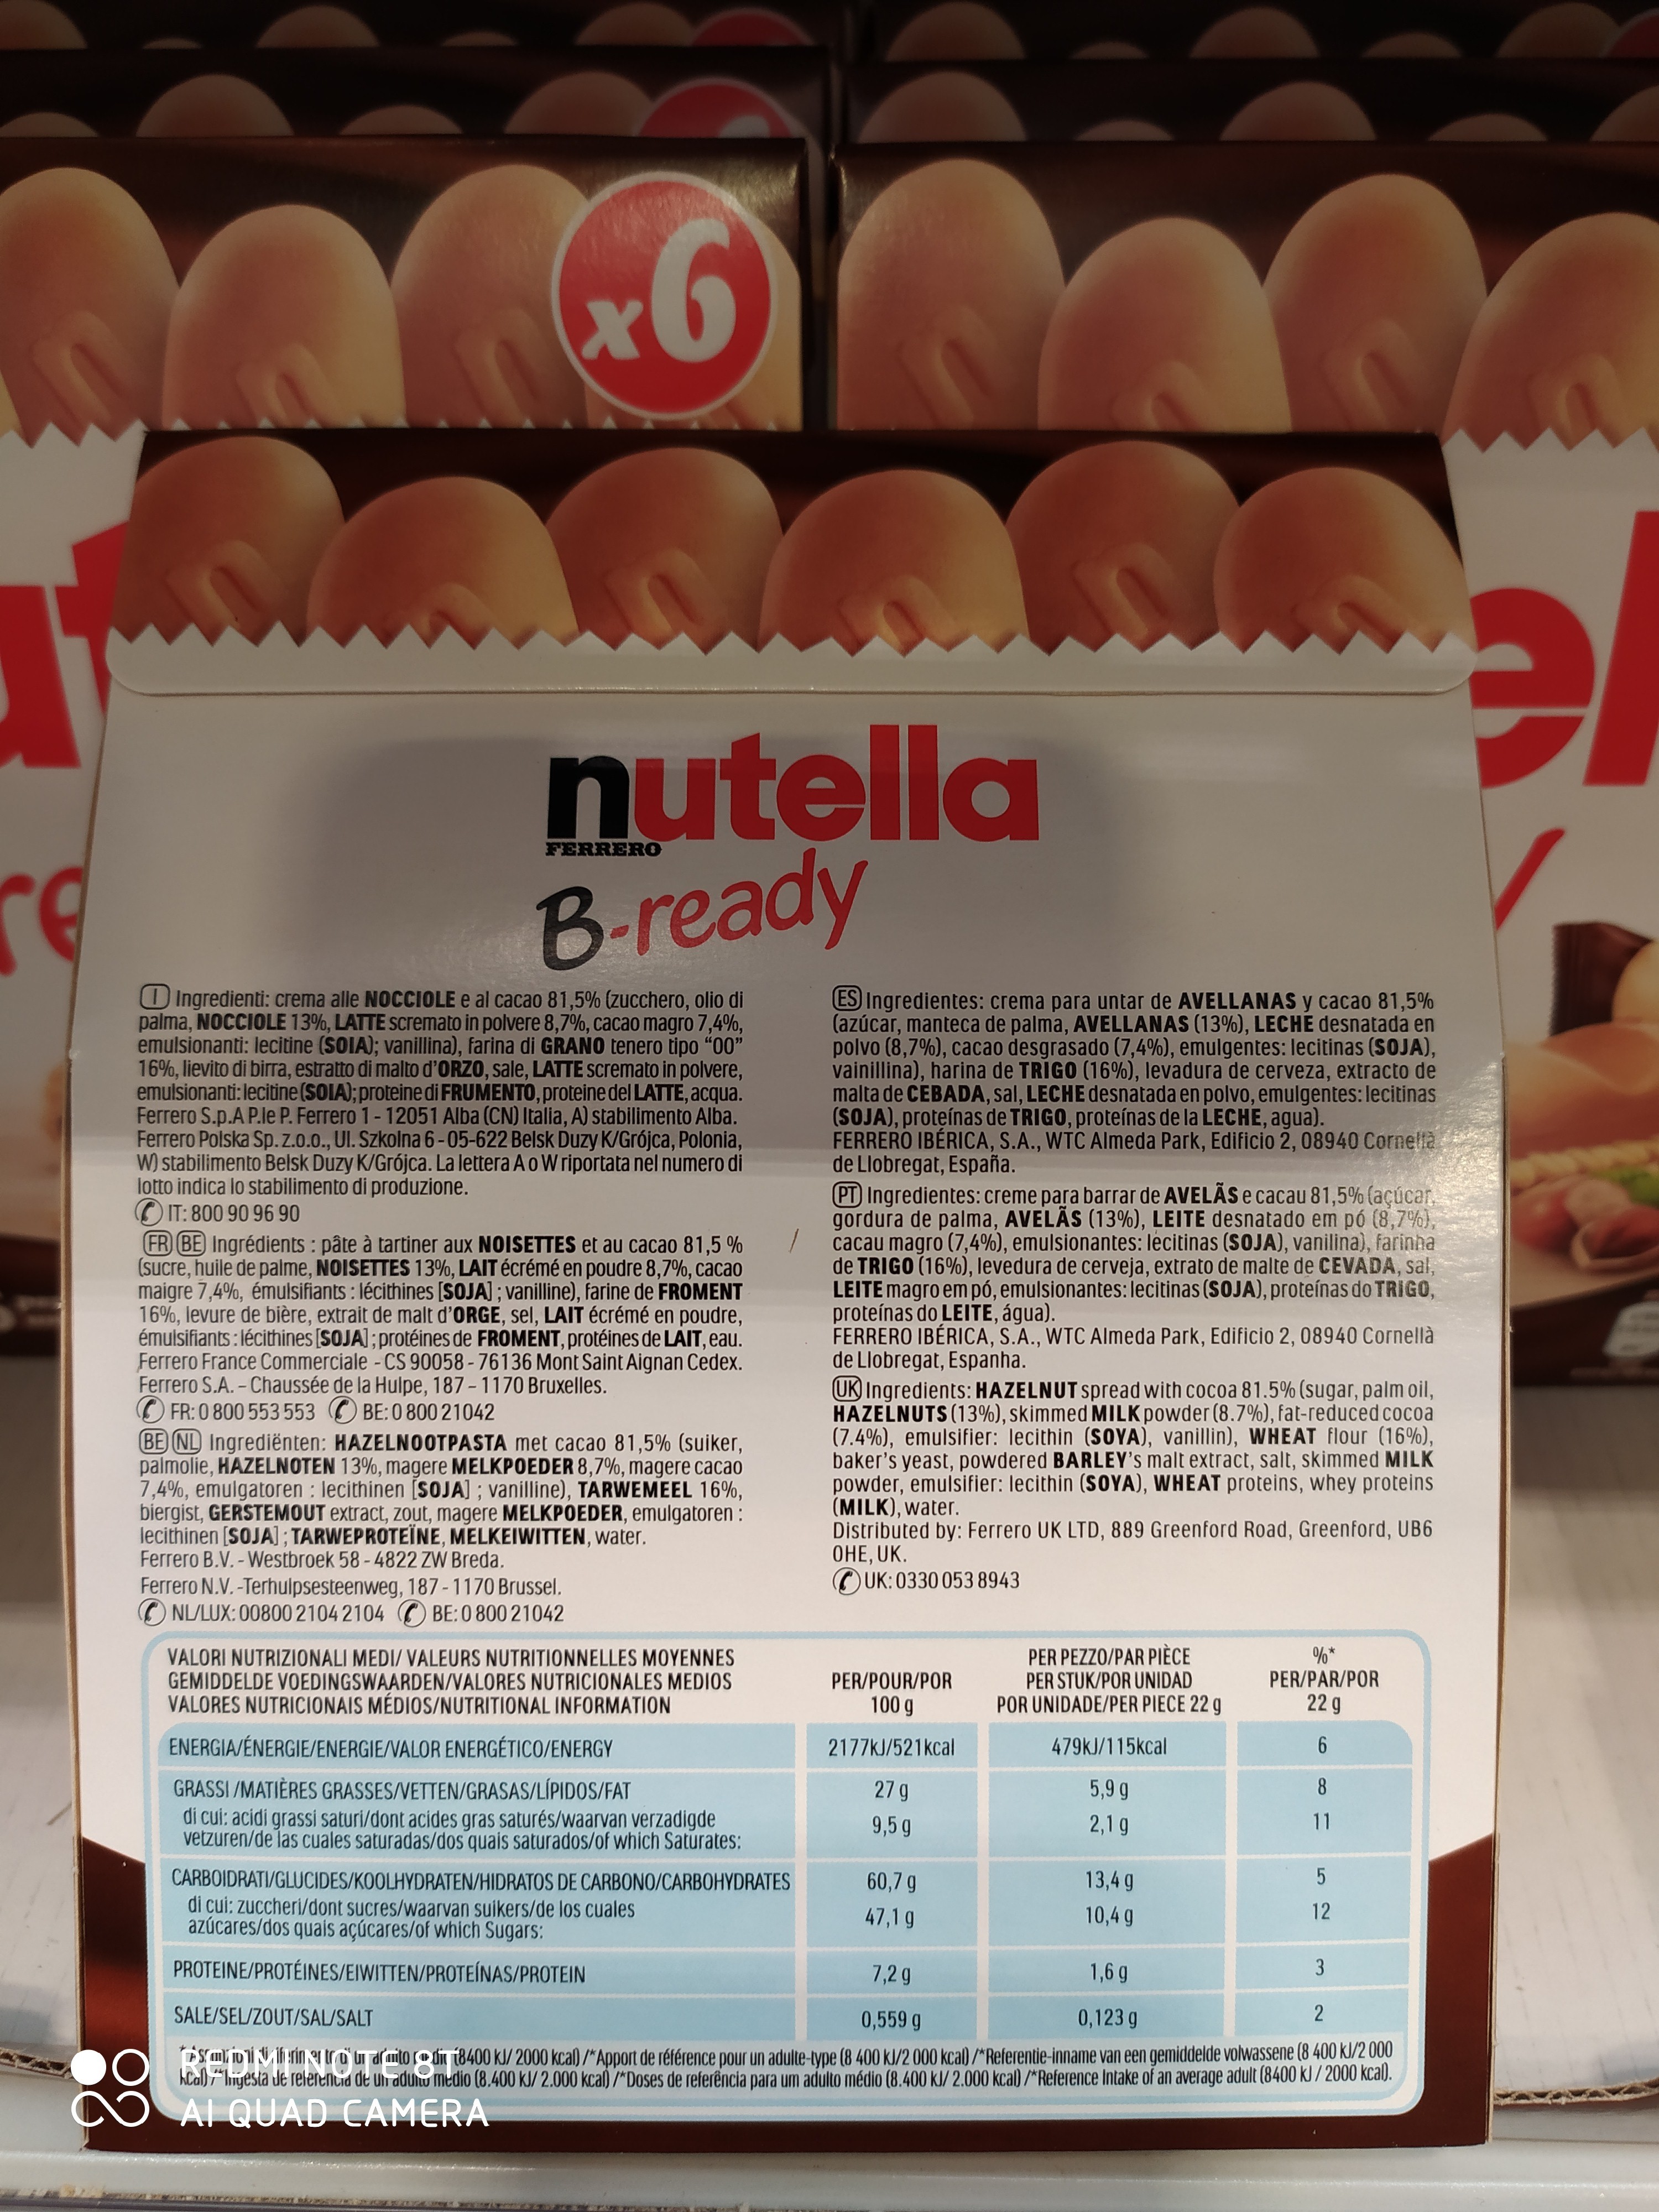 x6
nutella
FERRERO
B-ready
I Ingredienti: crema alle NOCCIOLE e al cacao 81,5% (zucchero, olio di
palma, NOCCIOLE 13%, LATTE scremato in polvere 8,7%, cacao magro 7,4%,
emulsionanti: lecitine (SOIA); vanillina), farina di GRANO tenero tipo “00”
16%, lievito di birra, estratto di malto d'ORZO, sale, LATTE scremato in polvere,
emulsionanti: lecitine (SOIA); proteine di FRUMENTO, proteine del LATTE, acqua.
Ferrero S.p.A P.le P. Ferrero 1 - 12051 Alba (CN) Italia, A) stabilimento Alba.
Ferrero Polska Sp. z.o.o., Ul. Szkolna 6 - 05-622 Belsk Duzy K/Grójca, Polonia,
W) stabilimento Belsk Duzy K/Grójca. La lettera A o W riportata nel numero di
lotto indica lo stabilimento di produzione.
IT: 800 90 96 90
FR BE Ingrédients : pâte à tartiner aux NOISETTES et au cacao 81,5 %
(sucre, huile de palme, NOISETTES 13%, LAIT écrémé en poudre 8,7%, cacao
maigre 7,4%, émulsifiants : lécithines [SOJA] ; vanilline), farine de FROMENT
16%, levure de bière, extrait de malt d'ORGE, sel, LAIT écrémé en poudre,
émulsifiants : lécithines [SOJA] ; protéines de FROMENT, protéines de LAIT, eau.
Ferrero France Commerciale - CS 90058 - 76136 Mont Saint Aignan Cedex.
Ferrero S.A. – Chaussée de la Hulpe, 187 – 1170 Bruxelles.
FR: 0 800 553 553 BE: 0 800 21042
BE NL Ingrediënten: HAZELNOOTPASTA met cacao 81,5% (suiker,
palmolie, HAZELNOTEN 13%, magere MELKPOEDER 8,7%, magere cacao
7,4%, emulgatoren : lecithinen [SOJA] ; vanilline), TARWEMEEL 16%,
biergist, GERSTEMOUT extract, zout, magere MELKPOEDER, emulgatoren :
lecithinen [SOJA] ; TARWEPROTEÏNE, MELKEIWITTEN, water.
Ferrero B.V. - Westbroek 58 - 4822 ZW Breda.
Ferrero N.V. -Terhulpsesteenweg, 187 - 1170 Brussel.
NL/LUX: 00800 2104 2104 BE: 0 800 21042
ES Ingredientes: crema para untar de AVELLANAS y cacao 81,5%
(azúcar, manteca de palma, AVELLANAS (13%), LECHE desnatada en
polvo (8,7%), cacao desgrasado (7,4%), emulgentes: lecitinas (SOJA),
vainillina), harina de TRIGO (16%), levadura de cerveza, extracto de
malta de CEBADA, sal, LECHE desnatada en polvo, emulgentes: lecitinas
(SOJA), proteínas de TRIGO, proteínas de la LECHE, agua).
FERRERO IBÉRICA, S.A., WTC Almeda Park, Edificio 2, 08940 Cornellà
de Llobregat, España.
PT Ingredientes: creme para barrar de AVELÃS e cacau 81,5% (açúcar,
gordura de palma, AVELÃS (13%), LEITE desnatado em pó (8,7%),
cacau magro (7,4%), emulsionantes: lecitinas (SOJA), vanilina), farinha
de TRIGO (16%), levedura de cerveja, extrato de malte de CEVADA, sal,
LEITE magro em pó, emulsionantes: lecitinas (SOJA), proteínas do TRIGO,
proteínas do LEITE, água).
FERRERO IBÉRICA, S.A., WTC Almeda Park, Edificio 2, 08940 Cornellà
de Llobregat, Espanha.
UK Ingredients: HAZELNUT spread with cocoa 81.5% (sugar, palm oil,
HAZELNUTS (13%), skimmed MILK powder (8.7%), fat-reduced cocoa
(7.4%), emulsifier: lecithin (SOYA), vanillin), WHEAT flour (16%),
baker's yeast, powdered BARLEY's malt extract, salt, skimmed MILK
powder, emulsifier: lecithin (SOYA), WHEAT proteins, whey proteins
(MILK), water.
Distributed by: Ferrero UK LTD, 889 Greenford Road, Greenford, UB6
0HE, UK.
UK: 0330 053 8943
VALORI NUTRIZIONALI MEDI/ VALEURS NUTRITIONNELLES MOYENNES
GEMIDDELDE VOEDINGSWAARDEN/VALORES NUTRICIONALES MEDIOS
VALORES NUTRICIONAIS MÉDIOS/NUTRITIONAL INFORMATION
PER/POUR/POR
100 g
PER PEZZO/PAR PIÈCE
PER STUK/POR UNIDAD
POR UNIDADE/PER PIECE 22 g
%*
PER/PAR/POR
22 g
ENERGIA/ÉNERGIE/ENERGIE/VALOR ENERGÉTICO/ENERGY 2177kJ/521kcal 479kJ/115kcal 6
GRASSI /MATIÈRES GRASSES/VETTEN/GRASAS/LÍPIDOS/FAT 27 g 5,9 g 8
di cui: acidi grassi saturi/dont acides gras saturés/waarvan verzadigde
vetzuren/de las cuales saturadas/dos quais saturados/of which Saturates: 9,5 g 2,1 g 11
CARBOIDRATI/GLUCIDES/KOOLHYDRATEN/HIDRATOS DE CARBONO/CARBOHYDRATES 60,7 g 13,4 g 5
di cui: zuccheri/dont sucres/waarvan suikers/de los cuales
azúcares/dos quais açúcares/of which Sugars: 47,1 g 10,4 g 12
PROTEINE/PROTÉINES/EIWITTEN/PROTEÍNAS/PROTEIN 7,2 g 1,6 g 3
SALE/SEL/ZOUT/SAL/SALT 0,559 g 0,123 g 2
(8400 kJ/ 2000 kcal) /*Apport de référence pour un adulte-type (8 400 kJ/2 000 kcal) /*Referentie-inname van een gemiddelde volwassene (8 400 kJ/2 000
kcal) /*Ingesta de referencia de un adulto medio (8.400 kJ/ 2.000 kcal) /*Doses de referência para um adulto médio (8.400 kJ/ 2.000 kcal) /*Reference Intake of an average adult (8400 kJ / 2000 kcal).
REDMI NOTE 8T
AI QUAD CAMERA